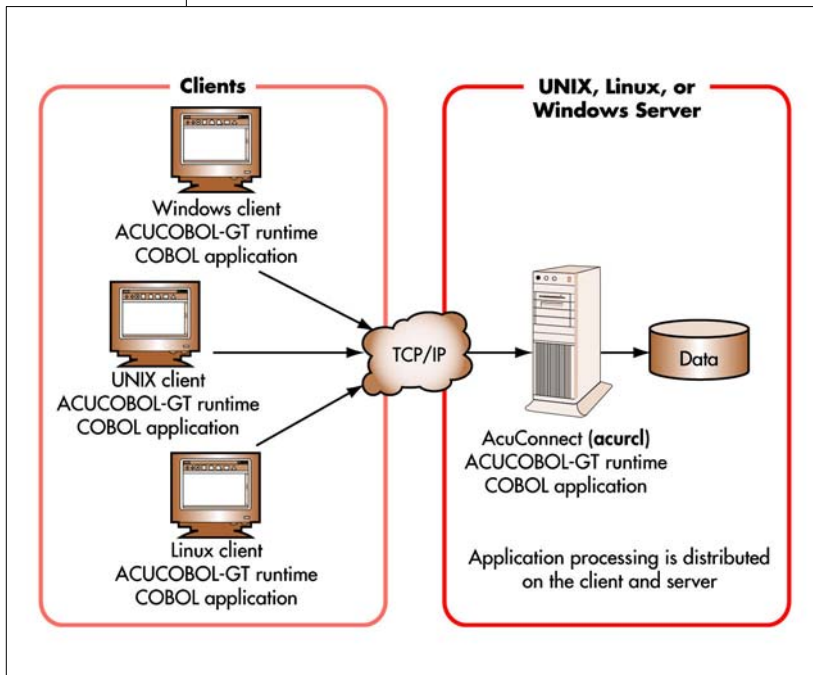 Clients
Windows client
ACUCOBOL-GT runtime
COBOL application
UNIX client
ACUCOBOL-GT runtime
COBOL application
Linux client
ACUCOBOL-GT runtime
COBOL application
TCP/IP
UNIX, Linux, or
Windows Server
AcuConnect (acurcl)
ACUCOBOL-GT runtime
COBOL application
Data
Application processing is distributed
on the client and server